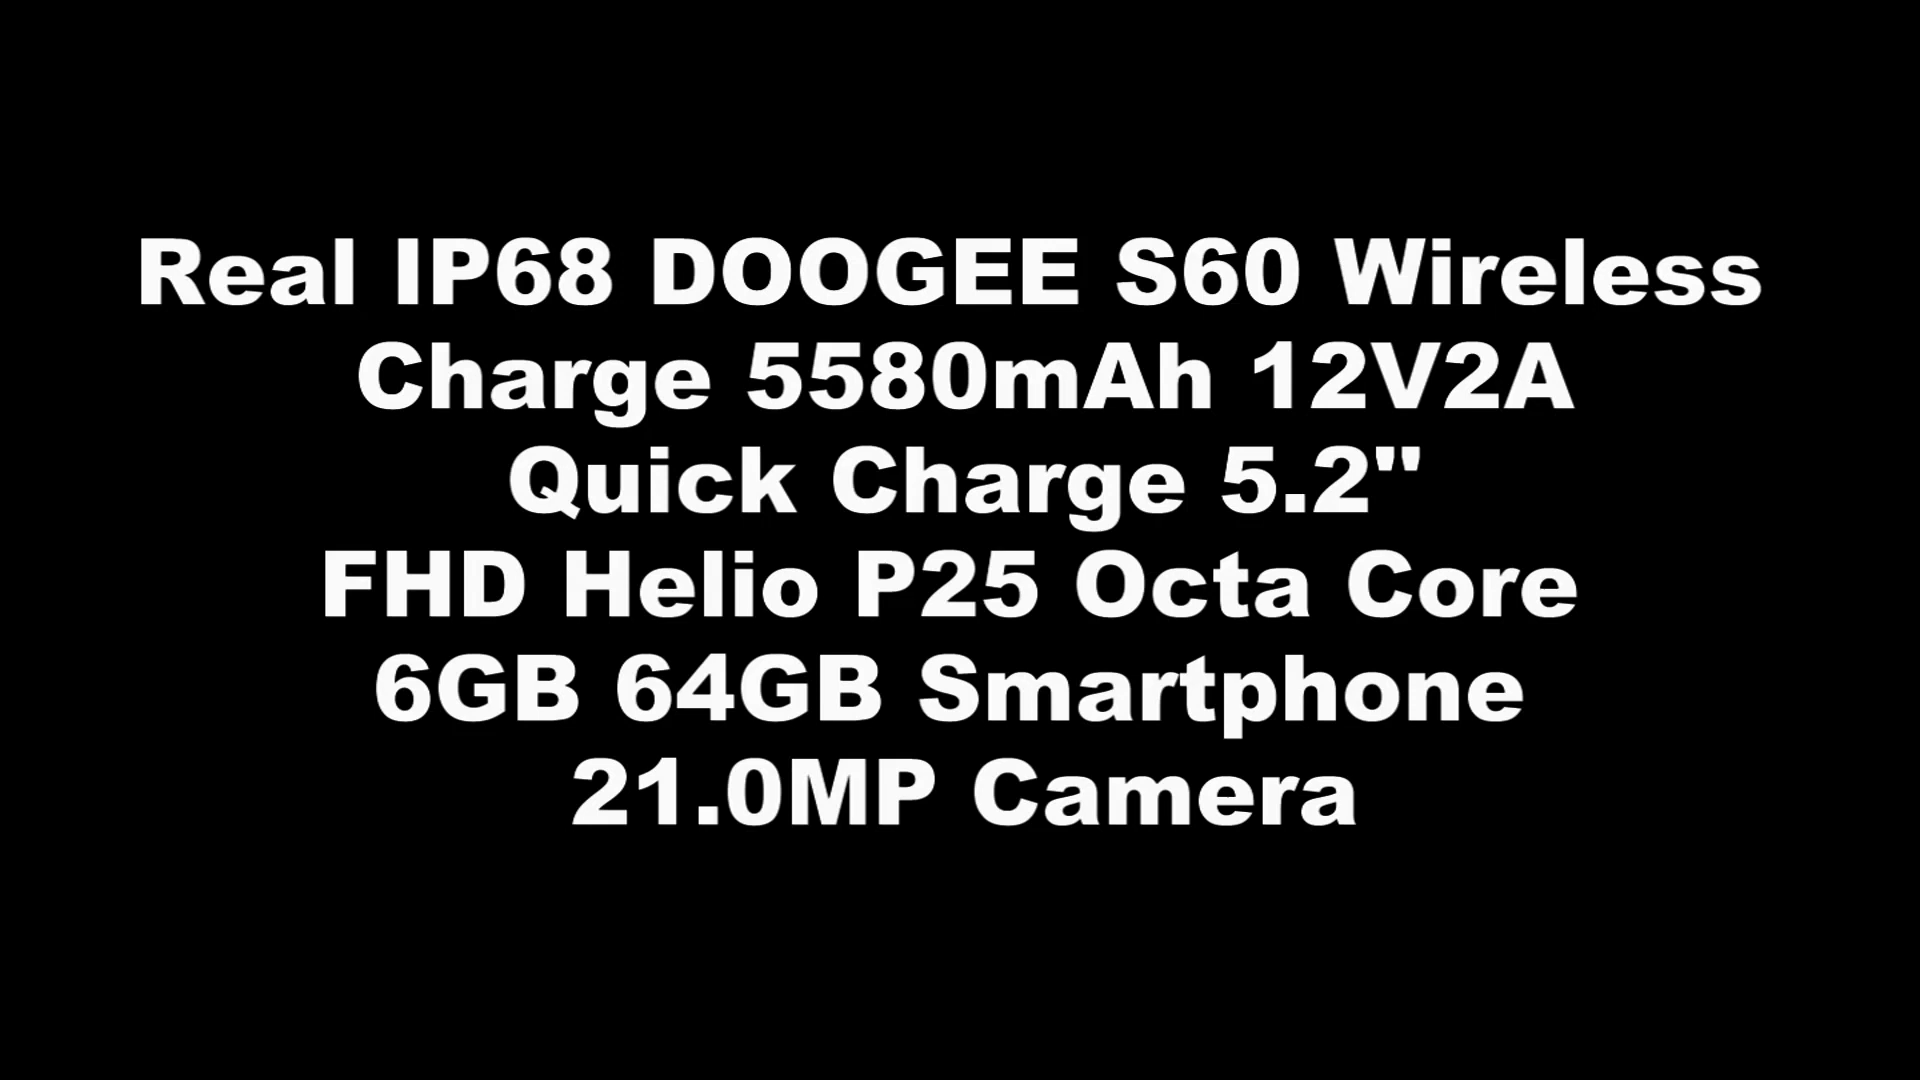 Real IP68 DOOGEE S60 Wireless
Charge 5580mAh 12V2A
Quick Charge 5.2"
FHD Helio P25 Octa Core
6GB 64GB Smartphone
21.0MP Camera